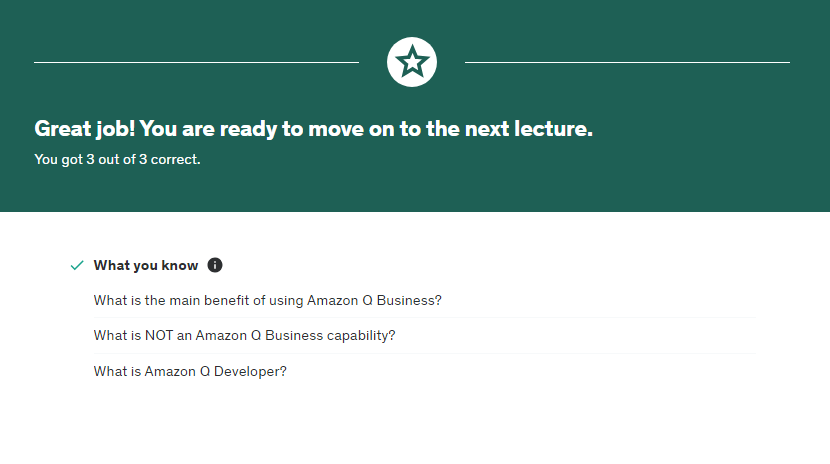 Great job! You are ready to move on to the next lecture.
You got 3 out of 3 correct.
What you know
What is the main benefit of using Amazon Q Business?
What is NOT an Amazon Q Business capability?
What is Amazon Q Developer?